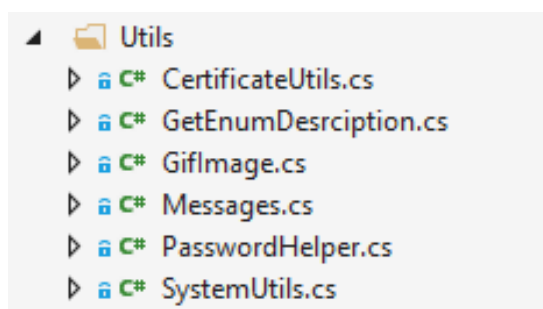 Utils
C# CertificateUtils.cs
C# GetEnumDesrciption.cs
C# GifImage.cs
C# Messages.cs
C# PasswordHelper.cs
C# SystemUtils.cs